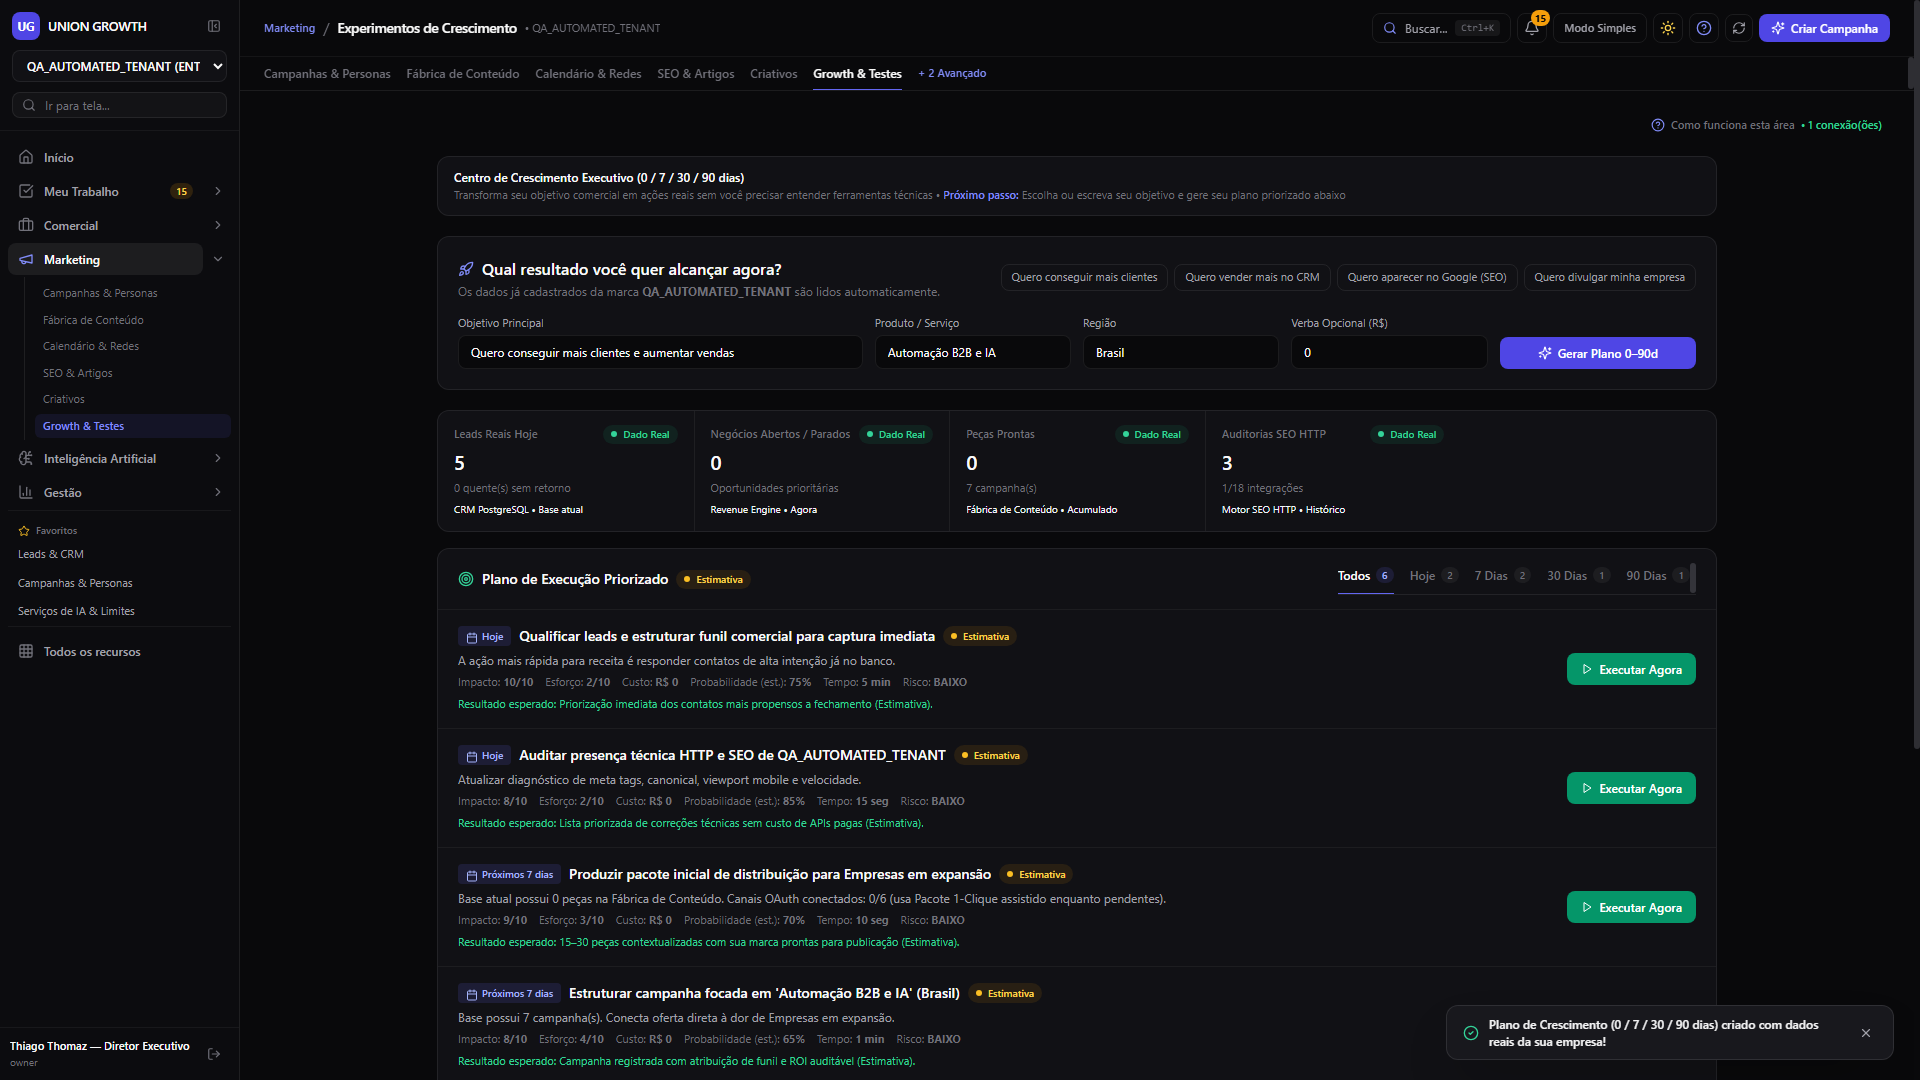 UG UNION GROWTH
QA_AUTOMATED_TENANT (ENT
Ir para tela...
Início
Meu Trabalho 15
Comercial
Marketing
Campanhas & Personas
Fábrica de Conteúdo
Calendário & Redes
SEO & Artigos
Criativos
Growth & Testes
Inteligência Artificial
Gestão
Favoritos
Leads & CRM
Campanhas & Personas
Serviços de IA & Limites
Todos os recursos
Thiago Thomaz — Diretor Executivo
owner
Marketing / Experimentos de Crescimento • QA_AUTOMATED_TENANT
Buscar... Ctrl+K
15
Modo Simples
Criar Campanha
Campanhas & Personas Fábrica de Conteúdo Calendário & Redes SEO & Artigos Criativos Growth & Testes + 2 Avançado
Como funciona esta área • 1 conexão(ões)
Centro de Crescimento Executivo (0 / 7 / 30 / 90 dias)
Transforma seu objetivo comercial em ações reais sem você precisar entender ferramentas técnicas • Próximo passo: Escolha ou escreva seu objetivo e gere seu plano priorizado abaixo
Qual resultado você quer alcançar agora?
Os dados já cadastrados da marca QA_AUTOMATED_TENANT são lidos automaticamente.
Quero conseguir mais clientes Quero vender mais no CRM Quero aparecer no Google (SEO) Quero divulgar minha empresa
Objetivo Principal Produto / Serviço Região Verba Opcional (R$)
Quero conseguir mais clientes e aumentar vendas Automação B2B e IA Brasil 0 Gerar Plano 0–90d
Leads Reais Hoje Dado Real
5
0 quente(s) sem retorno
CRM PostgreSQL • Base atual
Negócios Abertos / Parados Dado Real
0
Oportunidades prioritárias
Revenue Engine • Agora
Peças Prontas Dado Real
0
7 campanha(s)
Fábrica de Conteúdo • Acumulado
Auditorias SEO HTTP Dado Real
3
1/18 integrações
Motor SEO HTTP • Histórico
Plano de Execução Priorizado Estimativa
Todos 6 Hoje 2 7 Dias 2 30 Dias 1 90 Dias 1
Hoje Qualificar leads e estruturar funil comercial para captura imediata Estimativa
A ação mais rápida para receita é responder contatos de alta intenção já no banco.
Impacto: 10/10 Esforço: 2/10 Custo: R$ 0 Probabilidade (est.): 75% Tempo: 5 min Risco: BAIXO
Resultado esperado: Priorização imediata dos contatos mais propensos a fechamento (Estimativa).
Executar Agora
Hoje Auditar presença técnica HTTP e SEO de QA_AUTOMATED_TENANT Estimativa
Atualizar diagnóstico de meta tags, canonical, viewport mobile e velocidade.
Impacto: 8/10 Esforço: 2/10 Custo: R$ 0 Probabilidade (est.): 85% Tempo: 15 seg Risco: BAIXO
Resultado esperado: Lista priorizada de correções técnicas sem custo de APIs pagas (Estimativa).
Executar Agora
Próximos 7 dias Produzir pacote inicial de distribuição para Empresas em expansão Estimativa
Base atual possui 0 peças na Fábrica de Conteúdo. Canais OAuth conectados: 0/6 (usa Pacote 1-Clique assistido enquanto pendentes).
Impacto: 9/10 Esforço: 3/10 Custo: R$ 0 Probabilidade (est.): 70% Tempo: 10 seg Risco: BAIXO
Resultado esperado: 15–30 peças contextualizadas com sua marca prontas para publicação (Estimativa).
Executar Agora
Próximos 7 dias Estruturar campanha focada em 'Automação B2B e IA' (Brasil) Estimativa
Base possui 7 campanha(s). Conecta oferta direta à dor de Empresas em expansão.
Impacto: 8/10 Esforço: 4/10 Custo: R$ 0 Probabilidade (est.): 65% Tempo: 1 min Risco: BAIXO
Resultado esperado: Campanha registrada com atribuição de funil e ROI auditável (Estimativa).
Plano de Crescimento (0 / 7 / 30 / 90 dias) criado com dados
reais da sua empresa!